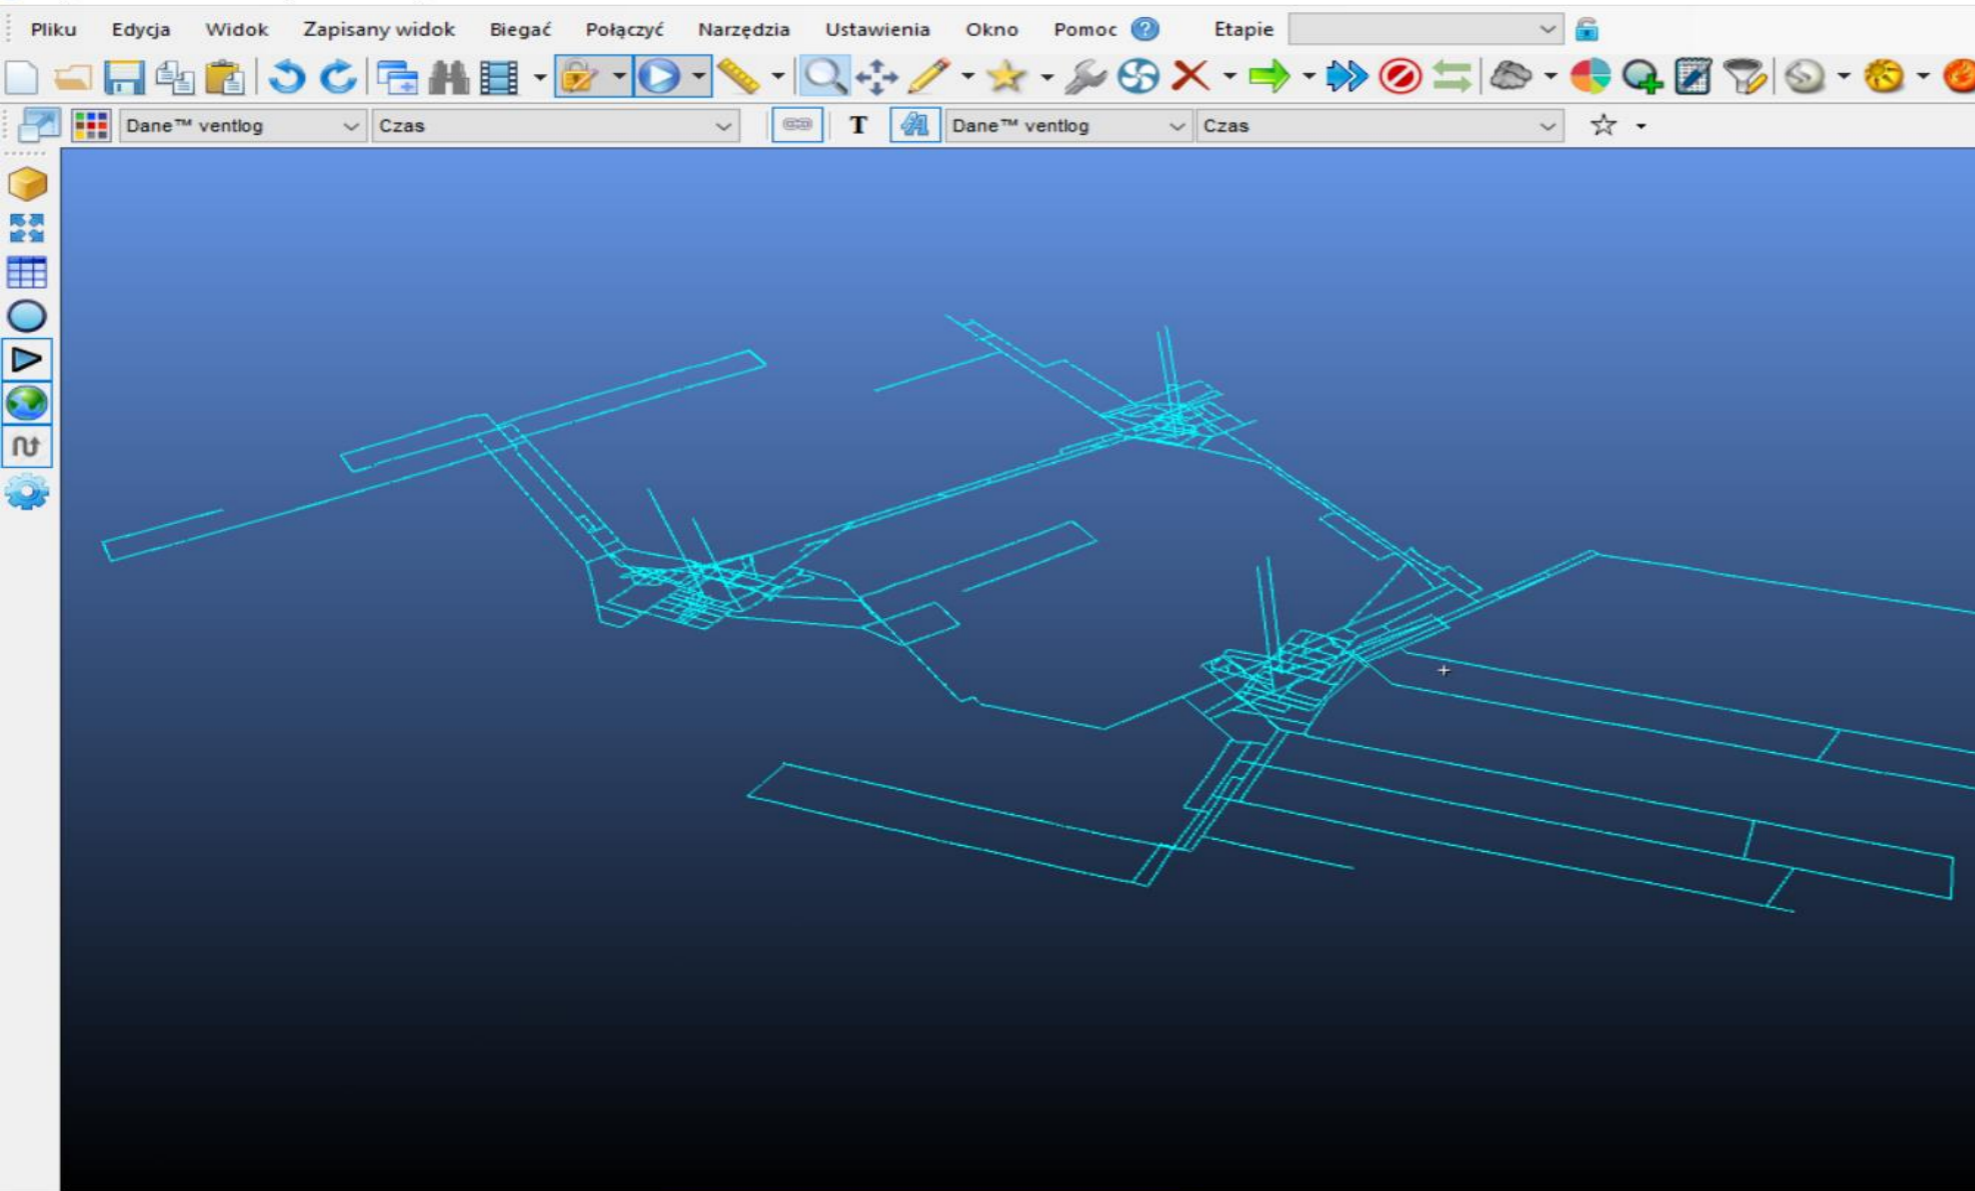 Pliku Edycja Widok Zapisany widok Biegać Połączyć Narzędzia Ustawienia Okno Pomoc ? Etapie
Dane™ ventlog Czas T A Dane™ ventlog Czas